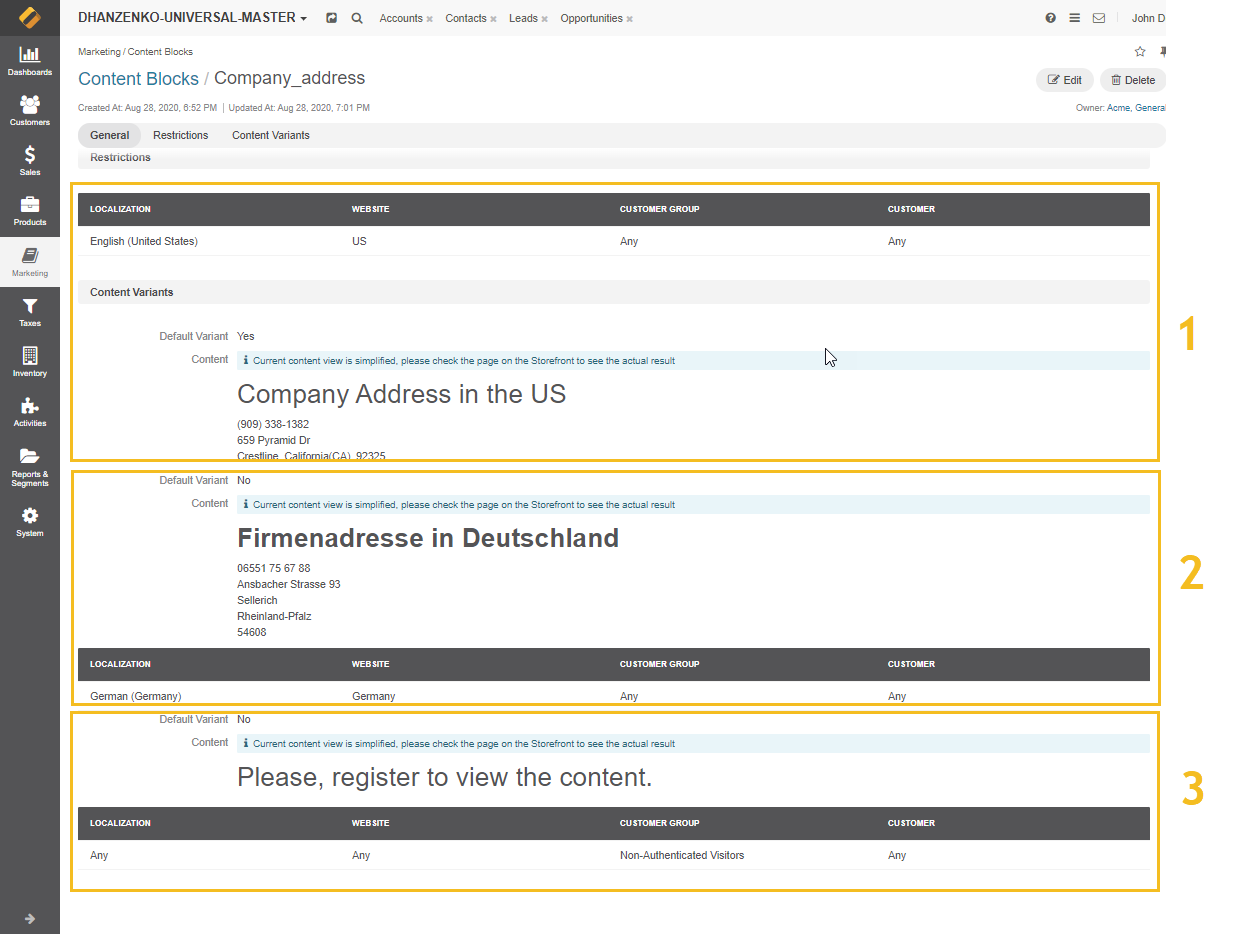 DHANZENKO-UNIVERSAL-MASTER Accounts × Contacts × Leads × Opportunities × John D
Dashboards
Customers
Sales
Products
Marketing
Taxes
Inventory
Activities
Reports &
Segments
System
Marketing / Content Blocks
Content Blocks / Company_address Edit Delete
Created At: Aug 28, 2020, 6:52 PM | Updated At: Aug 28, 2020, 7:01 PM Owner: Acme, General
General Restrictions Content Variants
Restrictions
LOCALIZATION WEBSITE CUSTOMER GROUP CUSTOMER
English (United States) US Any Any
Content Variants
1
Default Variant Yes
Content i Current content view is simplified, please check the page on the Storefront to see the actual result
Company Address in the US
(909) 338-1382
659 Pyramid Dr
Crestline, California(CA), 92325
Default Variant No
Content i Current content view is simplified, please check the page on the Storefront to see the actual result
Firmenadresse in Deutschland
2
06551 75 67 88
Ansbacher Strasse 93
Sellerich
Rheinland-Pfalz
54608
LOCALIZATION WEBSITE CUSTOMER GROUP CUSTOMER
German (Germany) Germany Any Any
Default Variant No
Content i Current content view is simplified, please check the page on the Storefront to see the actual result
Please, register to view the content.
3
LOCALIZATION WEBSITE CUSTOMER GROUP CUSTOMER
Any Any Non-Authenticated Visitors Any